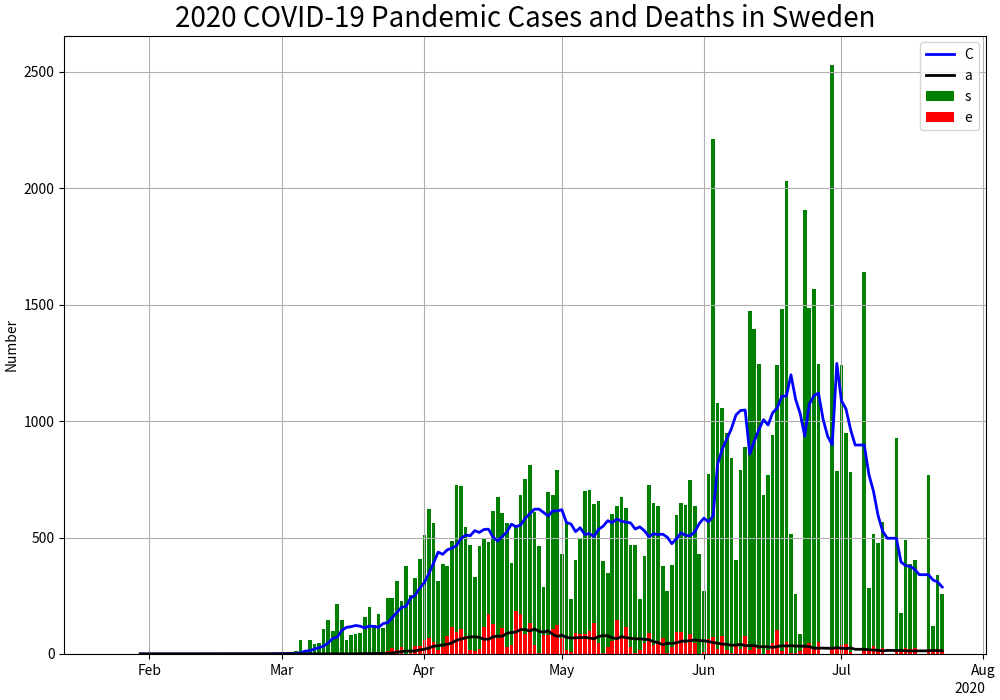 2020 COVID-19 Pandemic Cases and Deaths in Sweden
C
a
s
e
Number
2500
2000
1500
1000
500
0
Feb Mar Apr May Jun Jul Aug
2020